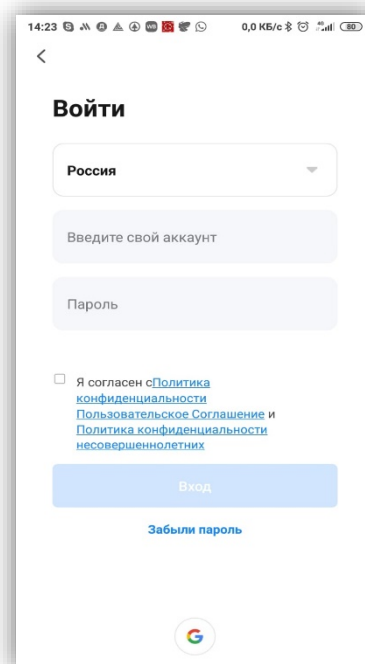 14:23 0,0 КБ/с 80
Войти
Россия
Введите свой аккаунт
Пароль
Я согласен сПолитика
конфиденциальности
Пользовательское Соглашение и
Политика конфиденциальности
несовершеннолетних
Вход
Забыли пароль
G